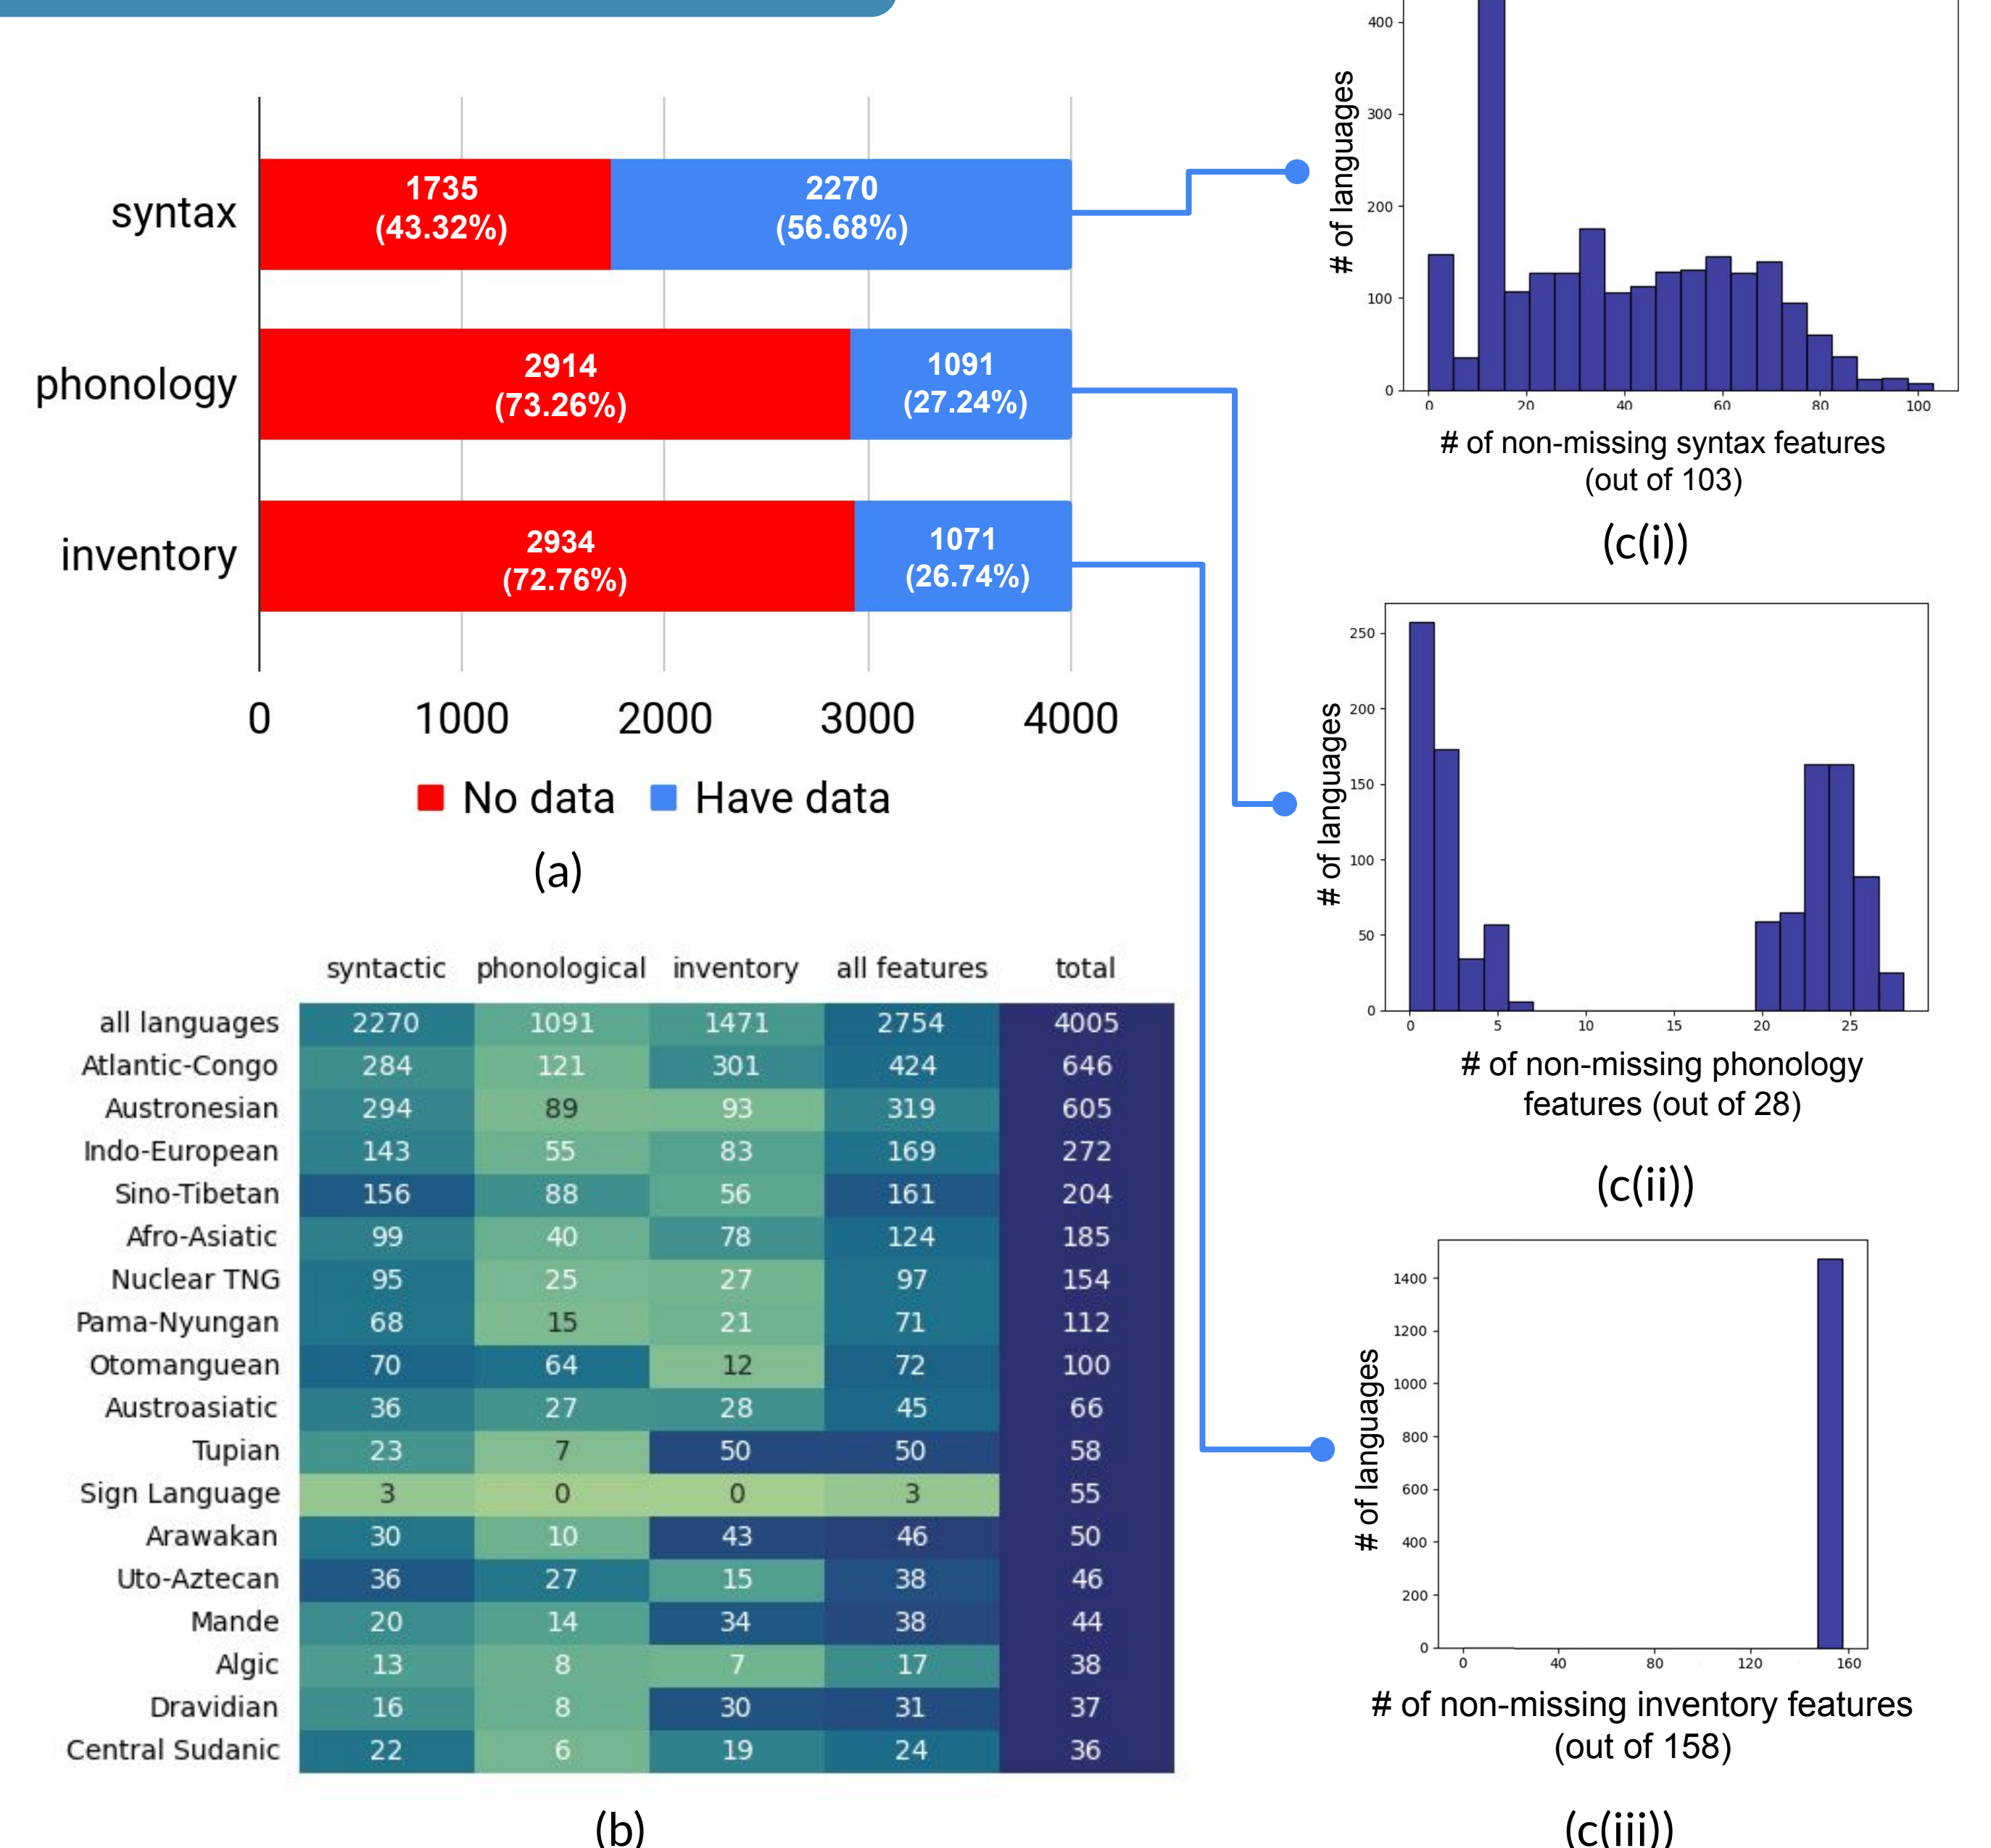 syntax
1735
(43.32%)
2270
(56.68%)
phonology
2914
(73.26%)
1091
(27.24%)
inventory
2934
(72.76%)
1071
(26.74%)
0 1000 2000 3000 4000
No data Have data
(a)
syntactic phonological inventory all features total
all languages 2270 1091 1471 2754 4005
Atlantic-Congo 284 121 301 424 646
Austronesian 294 89 93 319 605
Indo-European 143 55 83 169 272
Sino-Tibetan 156 88 56 161 204
Afro-Asiatic 99 40 78 124 185
Nuclear TNG 95 25 27 97 154
Pama-Nyungan 68 15 21 71 112
Otomanguean 70 64 12 72 100
Austroasiatic 36 27 28 45 66
Tupian 23 7 50 50 58
Sign Language 3 0 0 3 55
Arawakan 30 10 43 46 50
Uto-Aztecan 36 27 15 38 46
Mande 20 14 34 38 44
Algic 13 8 7 17 38
Dravidian 16 8 30 31 37
Central Sudanic 22 6 19 24 36
(b)
# of languages
400
300
200
100
0
0 20 40 60 80 100
# of non-missing syntax features
(out of 103)
(c(i))
# of languages
250
200
150
100
50
0
0 5 10 15 20 25
# of non-missing phonology
features (out of 28)
(c(ii))
# of languages
1400
1200
1000
800
600
400
200
0
0 40 80 120 160
# of non-missing inventory features
(out of 158)
(c(iii))